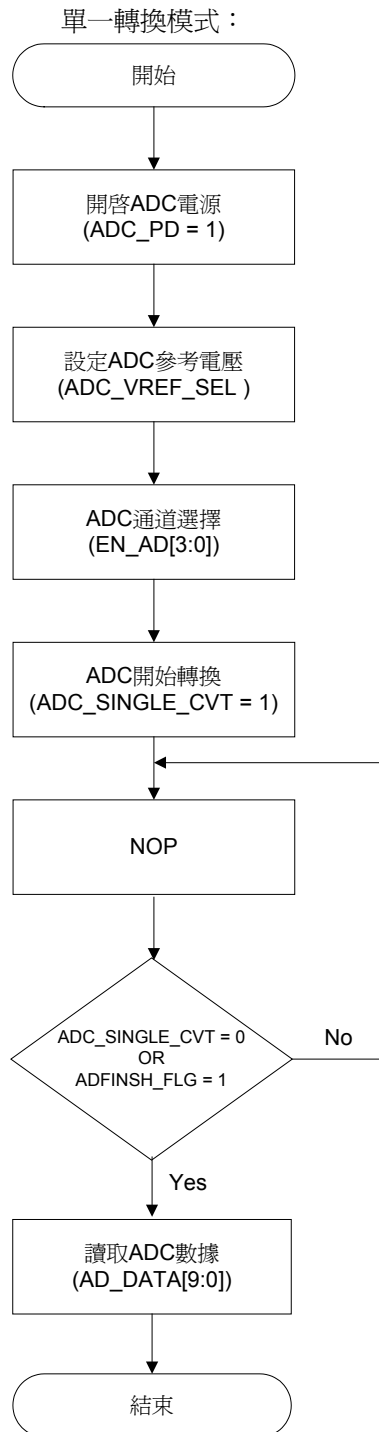 單一轉換模式：
開始
開啓ADC電源
(ADC_PD = 1)
設定ADC參考電壓
(ADC_VREF_SEL )
ADC通道選擇
(EN_AD[3:0])
ADC開始轉換
(ADC_SINGLE_CVT = 1)
NOP
ADC_SINGLE_CVT = 0
OR
ADFINSH_FLG = 1
No
Yes
讀取ADC數據
(AD_DATA[9:0])
結束